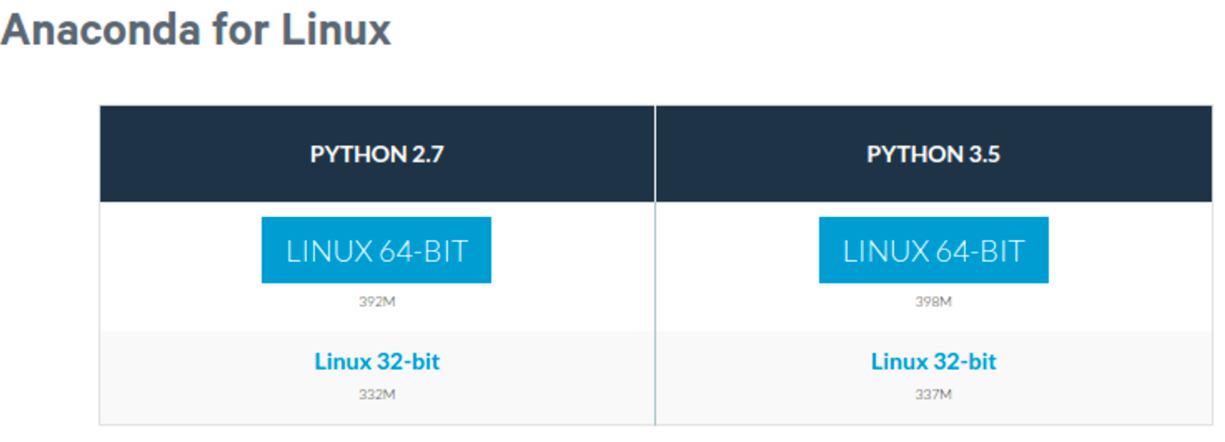 Anaconda for Linux
PYTHON 2.7
PYTHON 3.5
LINUX 64-BIT
LINUX 64-BIT
392M
398M
Linux 32-bit
Linux 32-bit
332M
337M